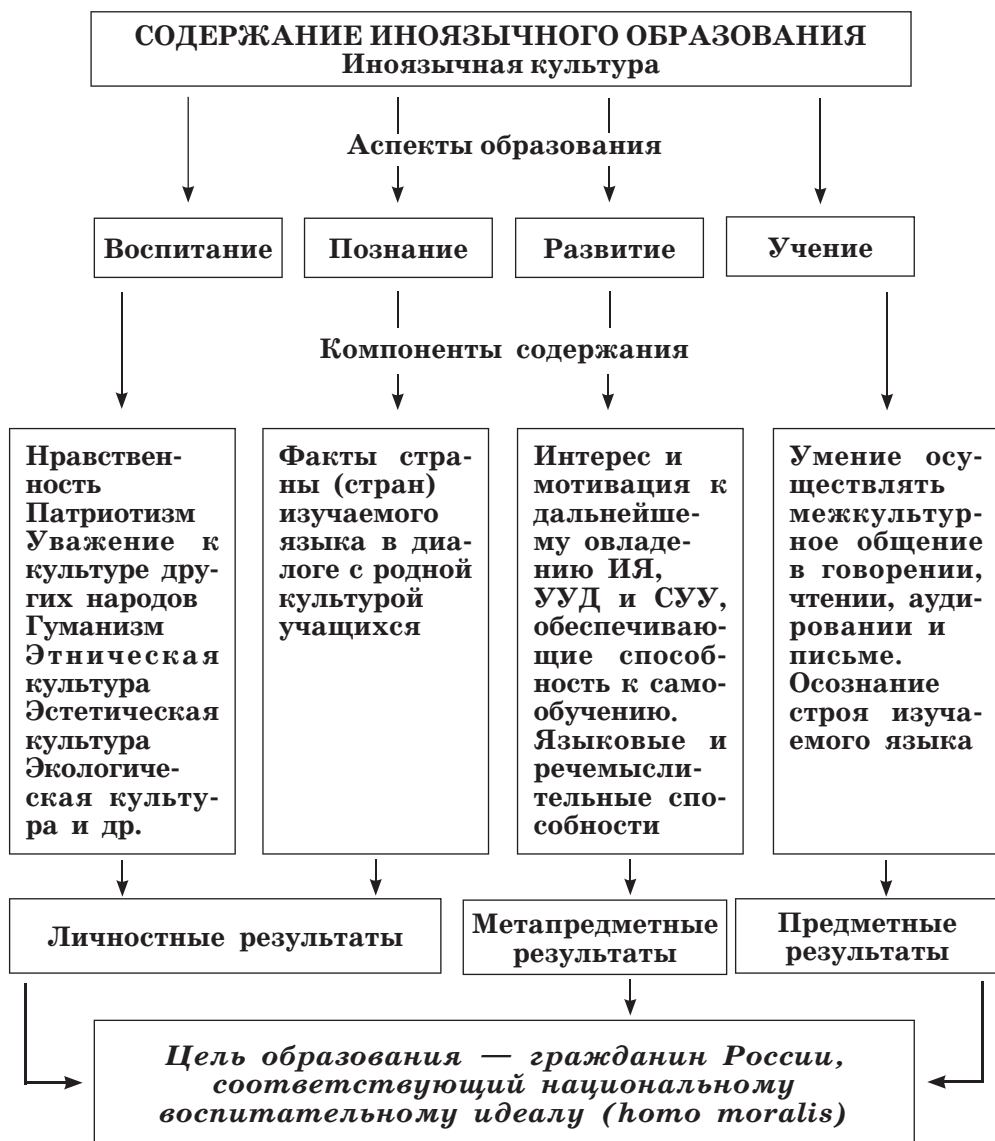 СОДЕРЖАНИЕ ИНОЯЗЫЧНОГО ОБРАЗОВАНИЯ
Иноязычная культура
Аспекты образования
Воспитание
Познание
Развитие
Учение
Компоненты содержания
Нравствен-
ность
Патриотизм
Уважение к
культуре дру-
гих народов
Гуманизм
Этническая
культура
Эстетическая
культура
Экологиче-
ская культу-
ра и др.
Факты стра-
ны (стран)
изучаемого
языка в диа-
логе с родной
культурой
учащихся
Интерес и
мотивация к
дальнейше-
му овладе-
нию ИЯ,
УУД и СУУ,
обеспечиваю-
щие способ-
ность к само-
обучению.
Языковые и
речемысли-
тельные спо-
собности
Умение осу-
ществлять
межкультур-
ное общение
в говорении,
чтении, ауди-
ровании и
письме.
Осознание
строя изуча-
емого языка
Личностные результаты
Метапредметные
результаты
Предметные
результаты
Цель образования — гражданин России,
соответствующий национальному
воспитательному идеалу (homo moralis)